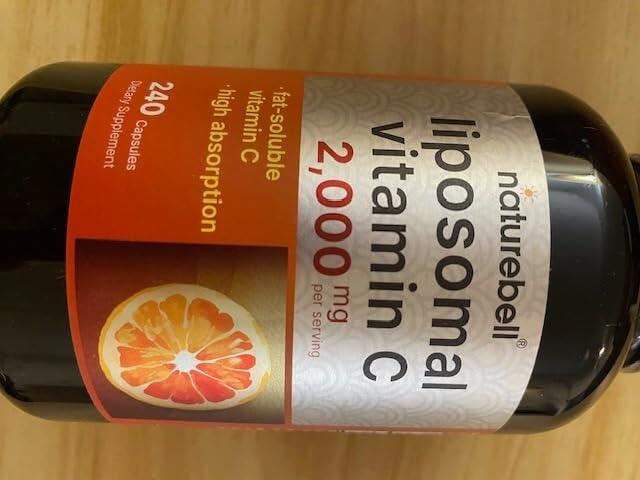 naturebell®
liposomal
vitamin C
2,000 mg
per serving
·fat-soluble
vitamin C
·high absorption
240 Capsules
Dietary Supplement